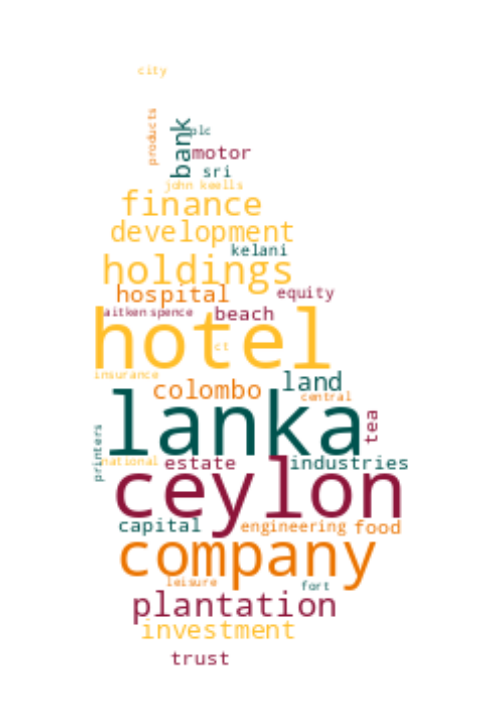 city
products
bank
plc
motor
sri
john keells
finance
development
kelani
holdings
hospital
equity
aitken spence
beach
hotel
ct
insurance
colombo
land
central
lanka
tea
printers
national
estate
industries
ceylon
capital
engineering
food
company
leisure
fort
plantation
investment
trust